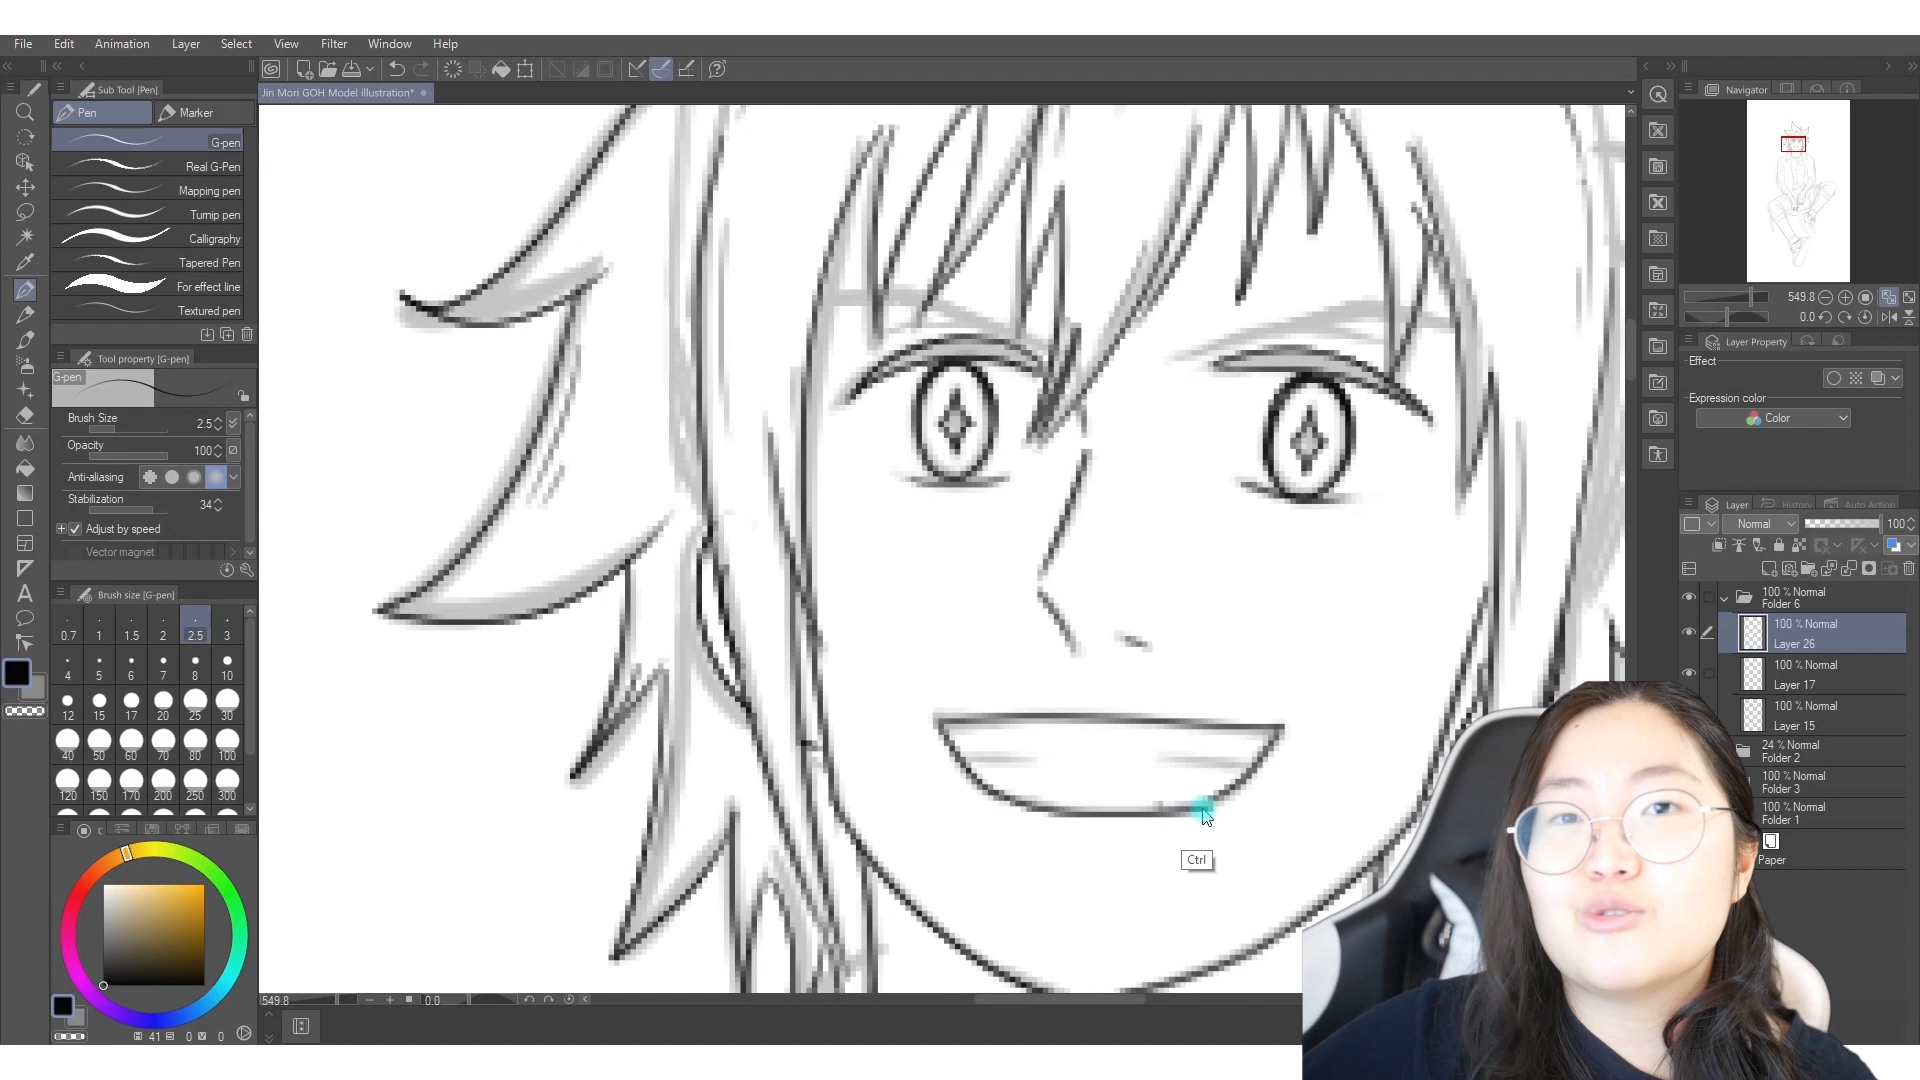 File Edit Animation Layer Select View Filter Window Help
Sub Tool [Pen]
Pen Marker
G-pen
Real G-Pen
Mapping pen
Turnip pen
Calligraphy
Tapered Pen
For effect line
Textured pen
Tool property [G-pen]
G-pen
Brush Size 2.5
Opacity 100
Anti-aliasing
Stabilization 34
Adjust by speed
Vector magnet
Brush size [G-pen]
0.7 1 1.5 2 2.5 3
4 5 6 7 8 10
12 15 17 20 25 30
40 50 60 70 80 100
120 150 170 200 250 300
41 0 0
Jin Mori GOH Model illustration*
Ctrl
549.8 0.0
Navigator
549.8
0.0
Layer Property
Effect
Expression color
Color
Layer History Auto Action
Normal 100
100 % Normal
Folder 6
100 % Normal
Layer 26
100 % Normal
Layer 17
100 % Normal
Layer 15
24 % Normal
Folder 2
100 % Normal
Folder 3
100 % Normal
Folder 1
Paper